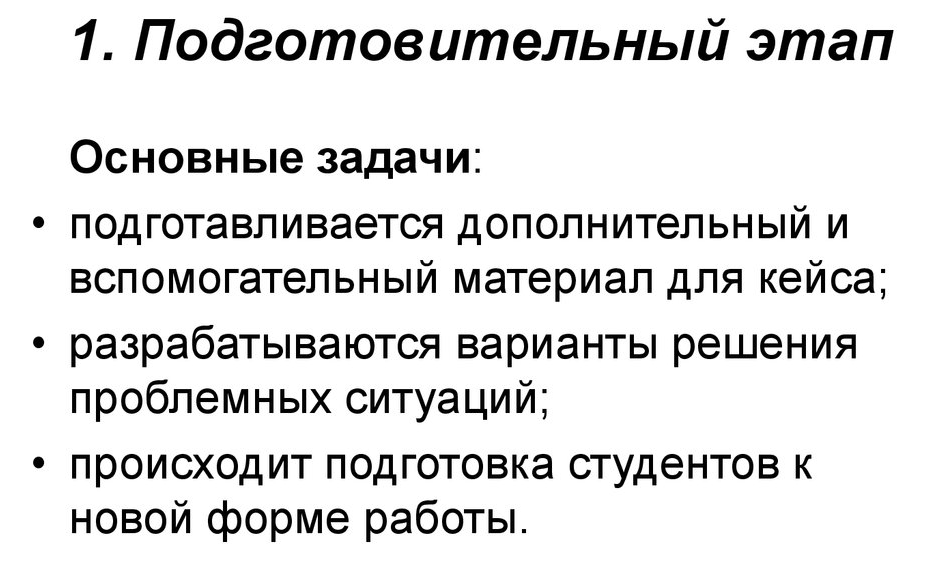 1. Подготовительный этап
Основные задачи:
• подготавливается дополнительный и
вспомогательный материал для кейса;
• разрабатываются варианты решения
проблемных ситуаций;
• происходит подготовка студентов к
новой форме работы.